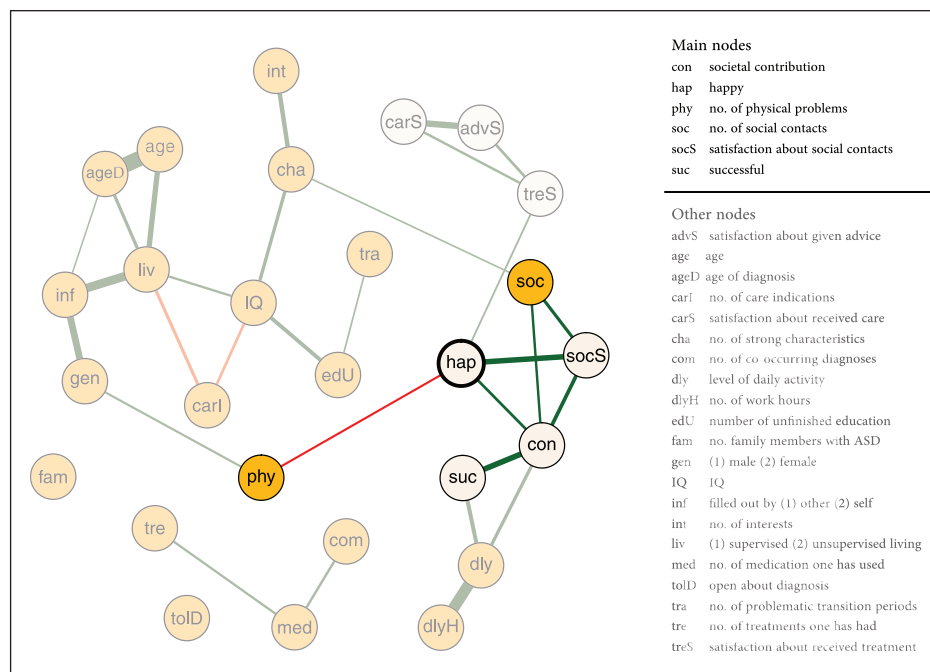 int
carS
advS
age
ageD
cha
treS
tra
liv
inf
IQ
soc
socS
hap
edU
gen
carI
con
phy
suc
fam
tre
com
dly
tolD
med
dlyH
Main nodes
con societal contribution
hap happy
phy no. of physical problems
soc no. of social contacts
socS satisfaction about social contacts
suc successful
Other nodes
advS satisfaction about given advice
age age
ageD age of diagnosis
carI no. of care indications
carS satisfaction about received care
cha no. of strong characteristics
com no. of co occurring diagnoses
dly level of daily activity
dlyH no. of work hours
edU number of unfinished education
fam no. family members with ASD
gen (1) male (2) female
IQ IQ
inf filled out by (1) other (2) self
int no. of interests
liv (1) supervised (2) unsupervised living
med no. of medication one has used
tolD open about diagnosis
tra no. of problematic transition periods
tre no. of treatments one has had
treS satisfaction about received treatment